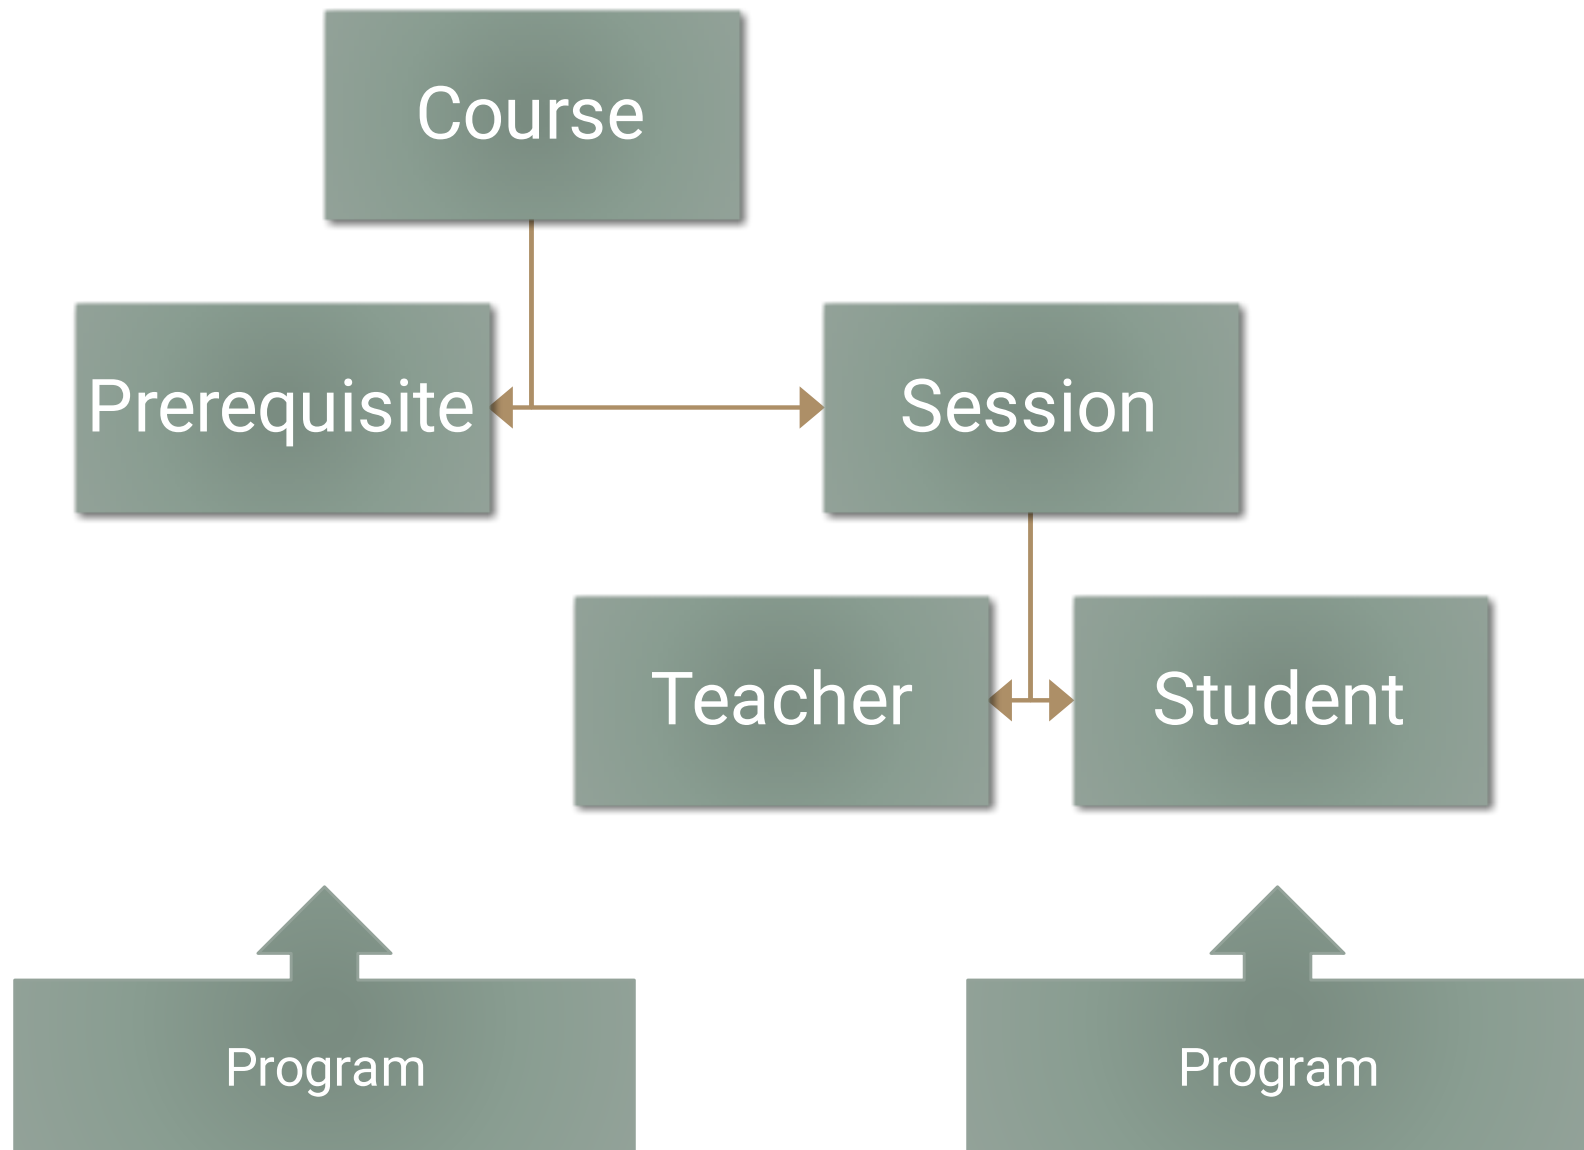 Course
Prerequisite
Session
Teacher
Student
Program
Program